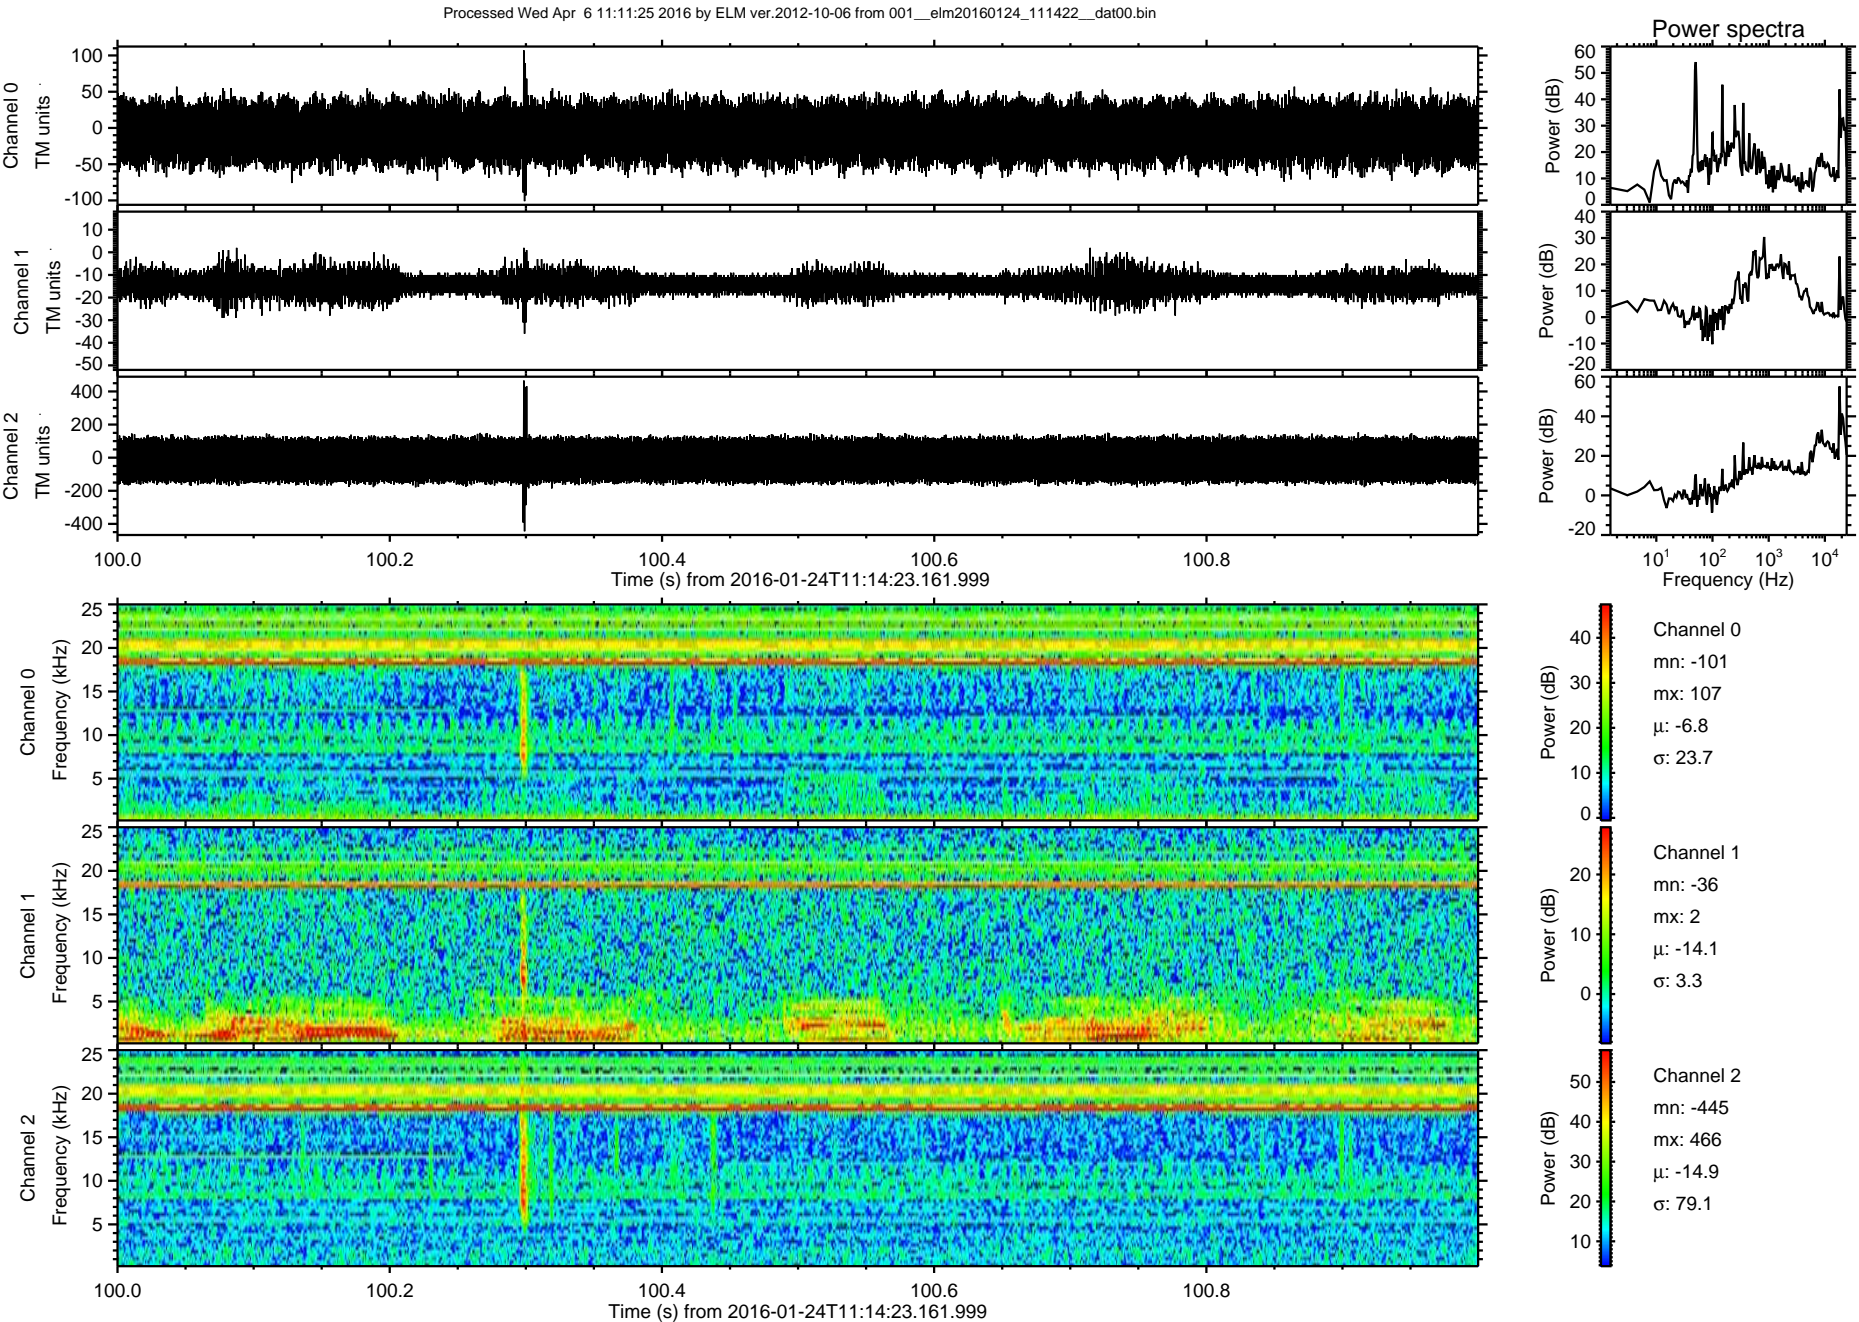 Processed Wed Apr  6 11:11:25 2016 by ELM ver.2012-10-06 from 001__elm20160124_111422__dat00.bin
Power spectra
Channel 0
TM units
100
50
0
-50
-100
Power (dB)
60
50
40
30
20
10
0
Channel 1
TM units
10
0
-10
-20
-30
-40
-50
Power (dB)
40
30
20
10
0
-10
-20
Channel 2
TM units
400
200
0
-200
-400
Power (dB)
60
40
20
0
-20
100.0 100.2 100.4 100.6 100.8
Time (s) from 2016-01-24T11:14:23.161.999
10¹ 10² 10³ 10⁴
Frequency (Hz)
Channel 0
Frequency (kHz)
25
20
15
10
5
Power (dB)
40
30
20
10
0
Channel 0
mn: -101
mx: 107
μ: -6.8
σ: 23.7
Channel 1
Frequency (kHz)
25
20
15
10
5
Power (dB)
20
10
0
Channel 1
mn: -36
mx: 2
μ: -14.1
σ: 3.3
Channel 2
Frequency (kHz)
25
20
15
10
5
Power (dB)
50
40
30
20
10
Channel 2
mn: -445
mx: 466
μ: -14.9
σ: 79.1
100.0 100.2 100.4 100.6 100.8
Time (s) from 2016-01-24T11:14:23.161.999